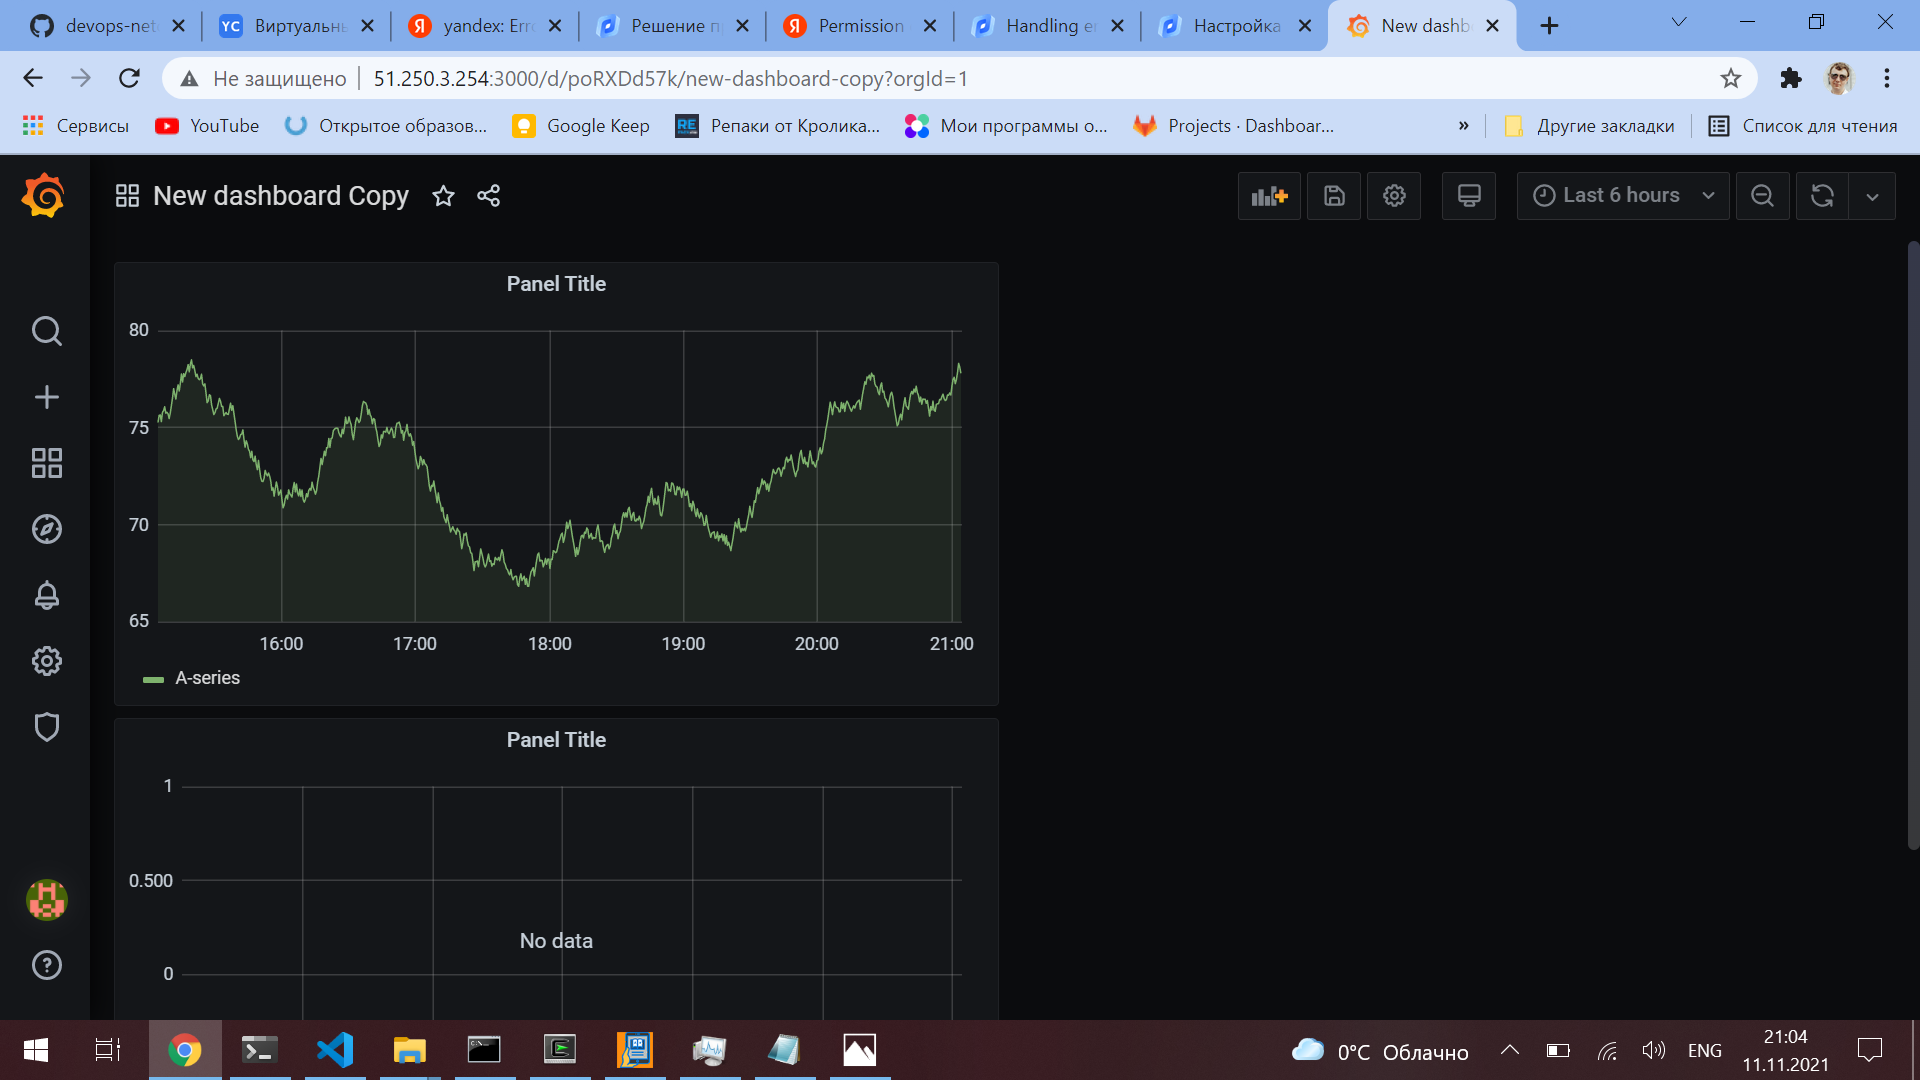 devops-net
YC Виртуальны
Я yandex: Erro
Решение п
Я Permission
Handling er
Настройка
New dashb
Не защищено
51.250.3.254:3000/d/poRXDd57k/new-dashboard-copy?orgId=1
Сервисы
YouTube
Открытое образов...
Google Keep
RE Репаки от Кролика...
Мои программы о...
Projects · Dashboar...
»
Другие закладки
Список для чтения
New dashboard Copy
Last 6 hours
Panel Title
80
75
70
65
16:00 17:00 18:00 19:00 20:00 21:00
A-series
Panel Title
1
0.500
No data
0
0°C Облачно
ENG
21:04
11.11.2021